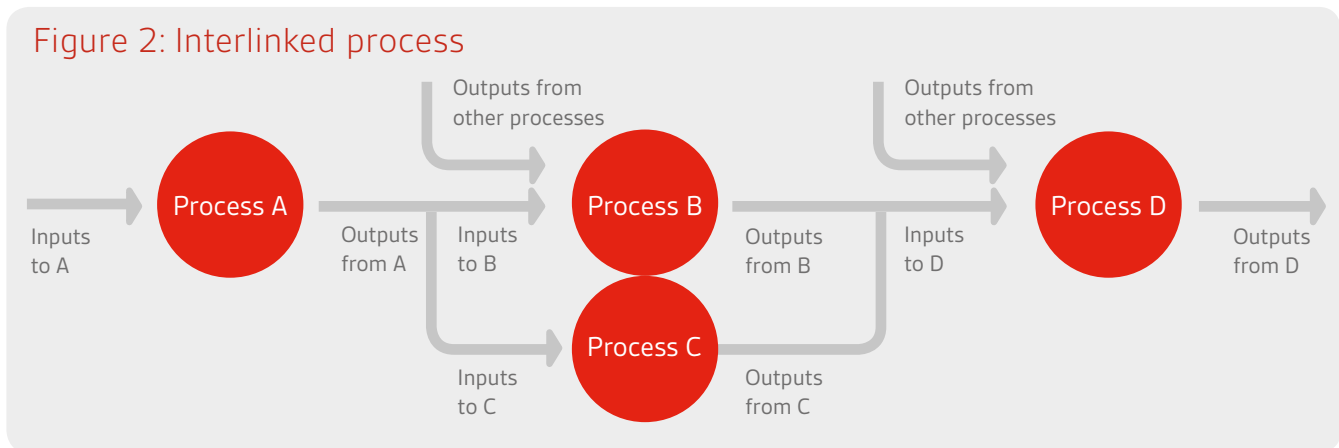 Figure 2: Interlinked process
Outputs from
other processes
Outputs from
other processes
Process A
Process B
Process D
Inputs
to A
Outputs
from A
Inputs
to B
Outputs
from B
Inputs
to D
Outputs
from D
Process C
Inputs
to C
Outputs
from C